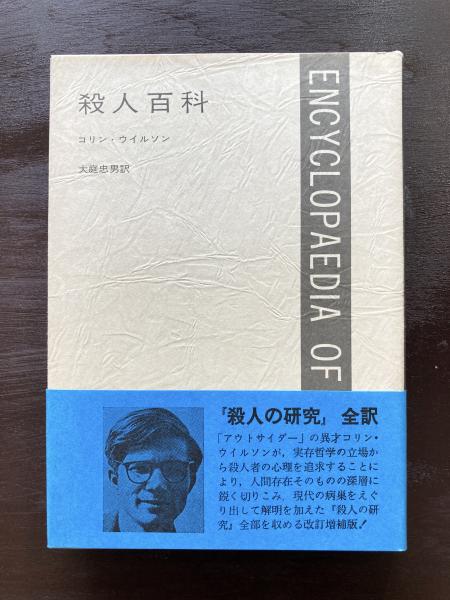 殺人百科
コリン・ウイルソン
大庭忠男訳
ENCYCLOPAEDIA OF
『殺人の研究』 全訳
「アウトサイダー」の異才コリン・
ウイルソンが，実存哲学の立場か
ら殺人者の心理を追求することに
より，人間存在そのものの深層に
鋭く切りこみ，現代の病巣をえぐ
り出して解明を加えた『殺人の研
究』全部を収める改訂増補版！